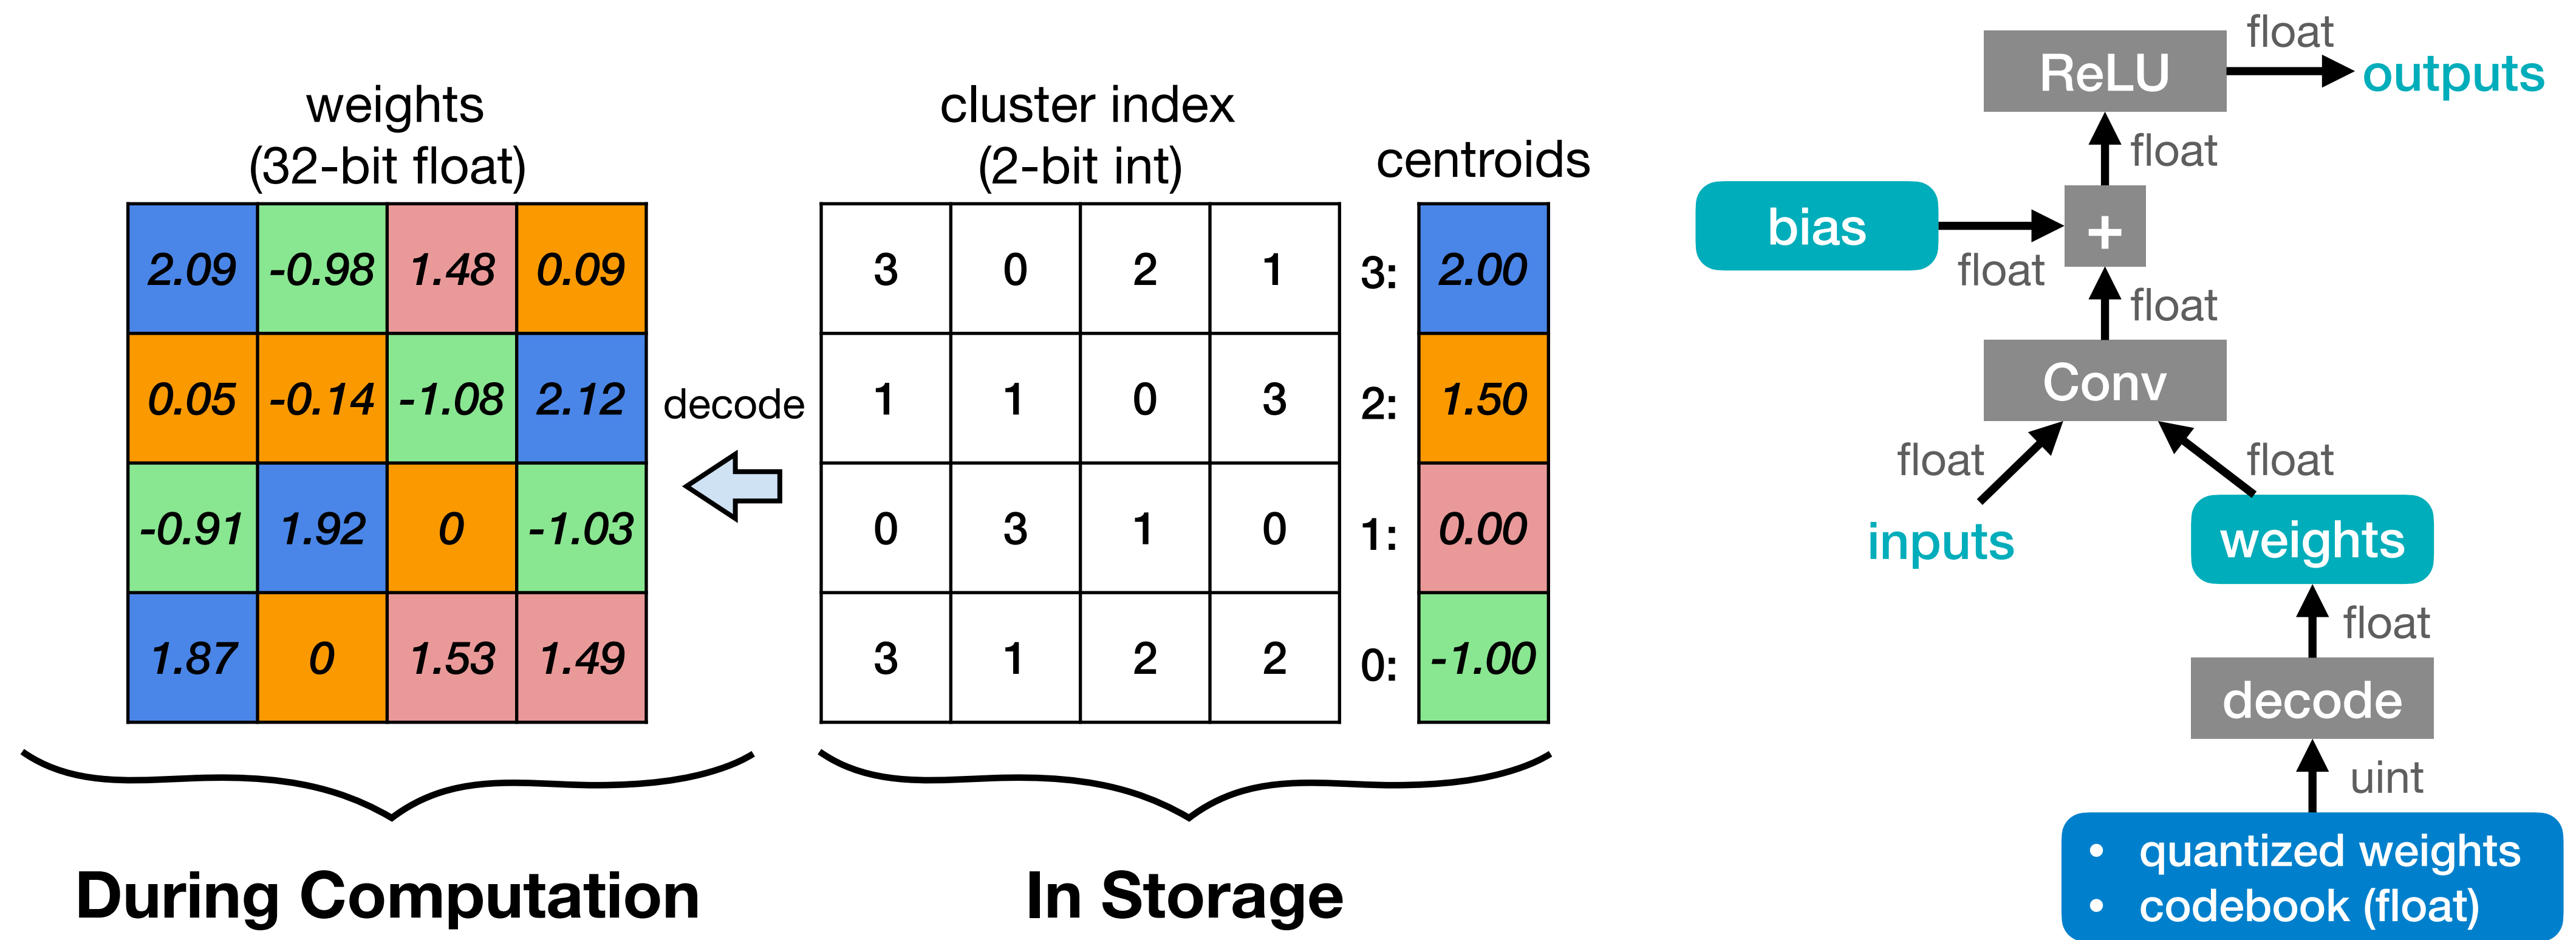 weights
(32-bit float)
2.09 -0.98 1.48 0.09
0.05 -0.14 -1.08 2.12
-0.91 1.92 0 -1.03
1.87 0 1.53 1.49
During Computation
decode
cluster index
(2-bit int)
3 0 2 1
1 1 0 3
0 3 1 0
3 1 2 2
centroids
3: 2.00
2: 1.50
1: 0.00
0: -1.00
In Storage
ReLU
float
outputs
float
bias
float
+
float
Conv
float
float
inputs
weights
float
decode
uint
• quantized weights
• codebook (float)